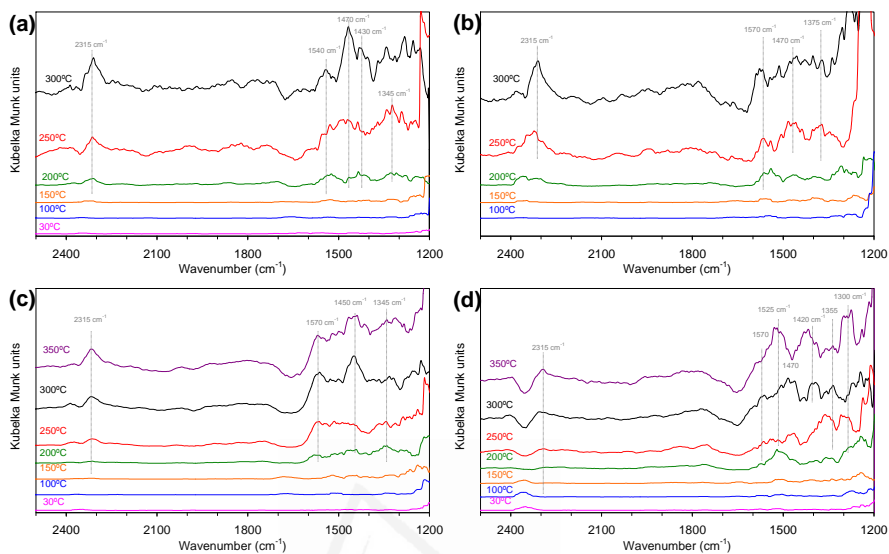 (a)
Kubelka Munk units
2315 cm⁻¹
1540 cm⁻¹
1470 cm⁻¹
1430 cm⁻¹
1345 cm⁻¹
300ºC
250ºC
200ºC
150ºC
100ºC
30ºC
2400 2100 1800 1500 1200
Wavenumber (cm⁻¹)
(b)
Kubelka Munk units
2315 cm⁻¹
1570 cm⁻¹
1470 cm⁻¹
1375 cm⁻¹
300ºC
250ºC
200ºC
150ºC
100ºC
30ºC
2400 2100 1800 1500 1200
Wavenumber (cm⁻¹)
(c)
Kubelka Munk units
2315 cm⁻¹
1570 cm⁻¹
1450 cm⁻¹
1345 cm⁻¹
350ºC
300ºC
250ºC
200ºC
150ºC
100ºC
30ºC
2400 2100 1800 1500 1200
Wavenumber (cm⁻¹)
(d)
Kubelka Munk units
2315 cm⁻¹
1570
1525 cm⁻¹
1470
1420 cm⁻¹
1355
1300 cm⁻¹
350ºC
300ºC
250ºC
200ºC
150ºC
100ºC
30ºC
2400 2100 1800 1500 1200
Wavenumber (cm⁻¹)